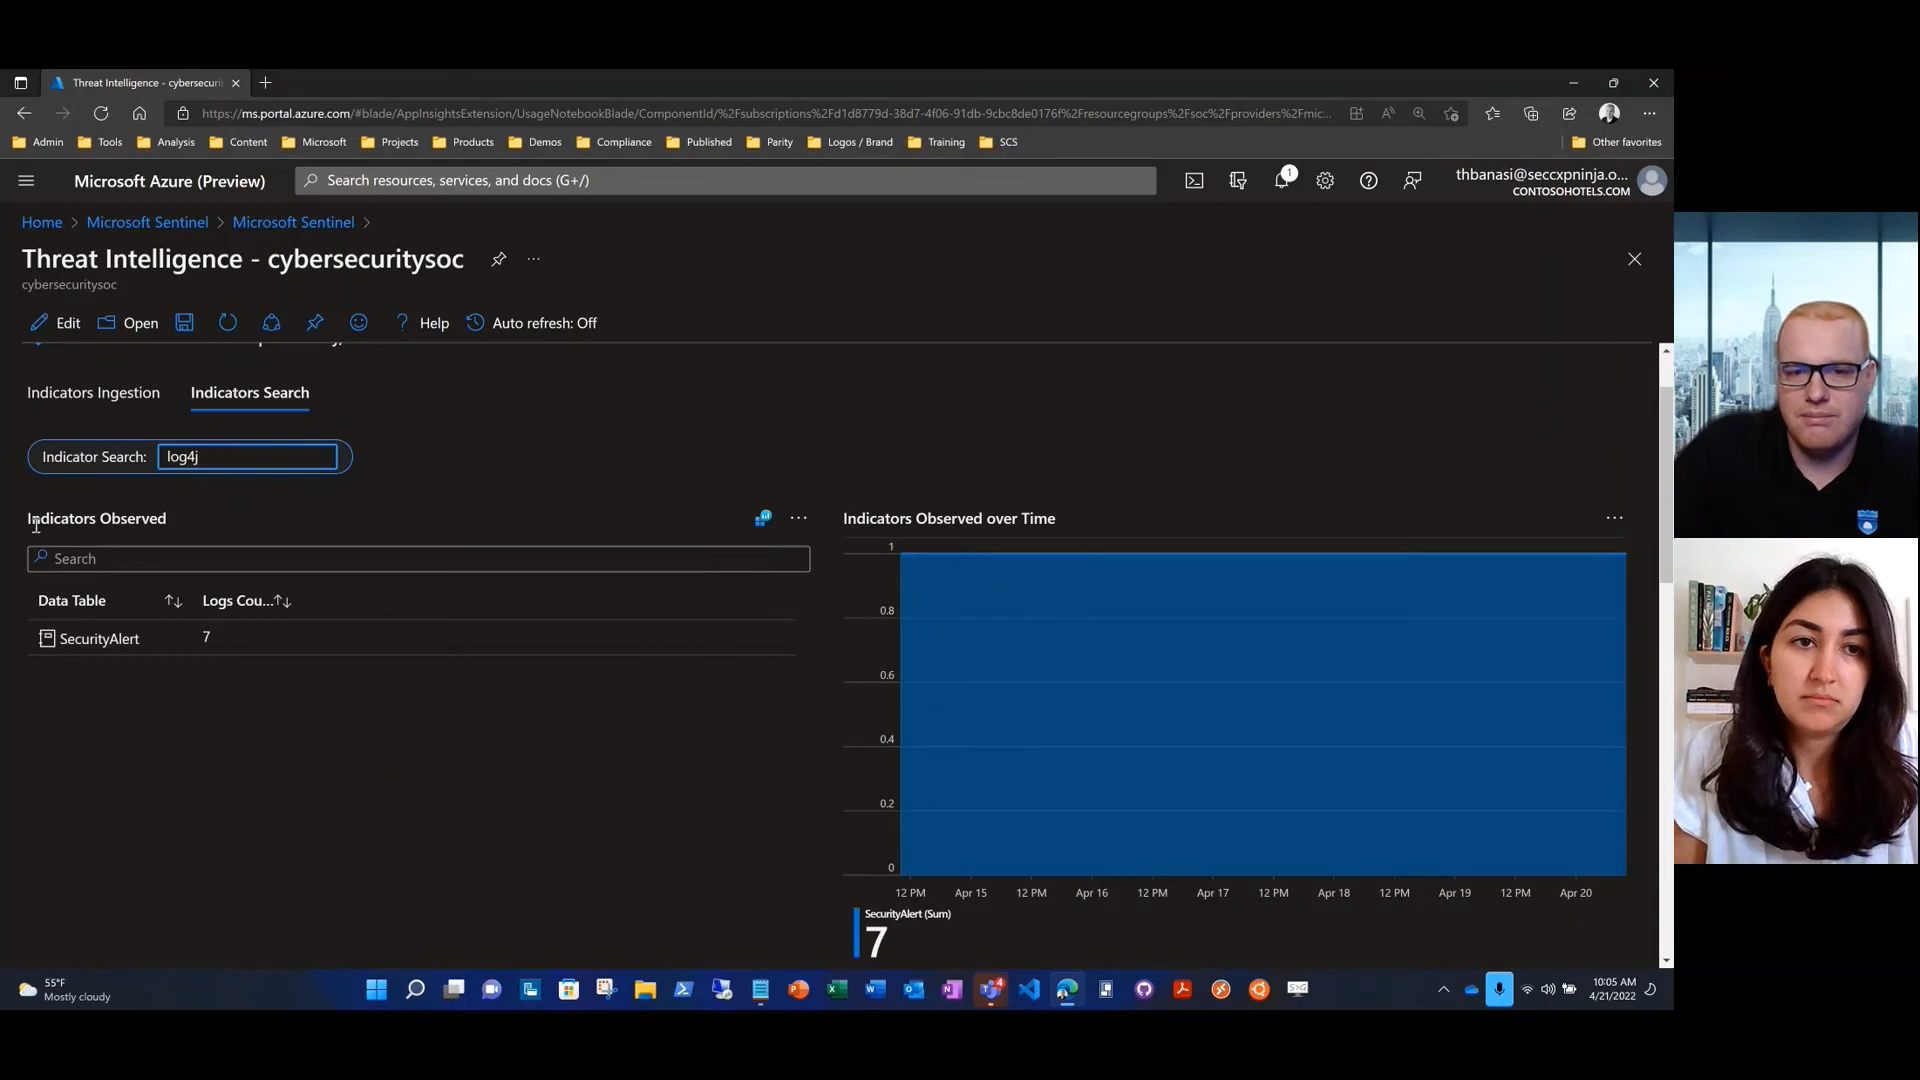 Threat Intelligence - cybersecurit
https://ms.portal.azure.com/#blade/AppInsightsExtension/UsageNotebookBlade/ComponentId/%2Fsubscriptions%2Fd1d8779d-38d7-4f06-91db-9cbc8de0176f%2Fresourcegroups%2Fsoc%2Fproviders%2Fmic...
Admin Tools Analysis Content Microsoft Projects Products Demos Compliance Published Parity Logos / Brand Training SCS Other favorites
Microsoft Azure (Preview)
Search resources, services, and docs (G+/)
1
thbanasi@seccxpninja.o...
CONTOSOHOTELS.COM
Home > Microsoft Sentinel > Microsoft Sentinel >
Threat Intelligence - cybersecuritysoc
cybersecuritysoc
Edit Open Help Auto refresh: Off
Indicators Ingestion Indicators Search
Indicator Search: log4j
Indicators Observed
Search
Data Table Logs Cou...
SecurityAlert 7
Indicators Observed over Time
1
0.8
0.6
0.4
0.2
0
12 PM Apr 15 12 PM Apr 16 12 PM Apr 17 12 PM Apr 18 12 PM Apr 19 12 PM Apr 20
SecurityAlert (Sum)
7
55°F
Mostly cloudy
4
10:05 AM
4/21/2022